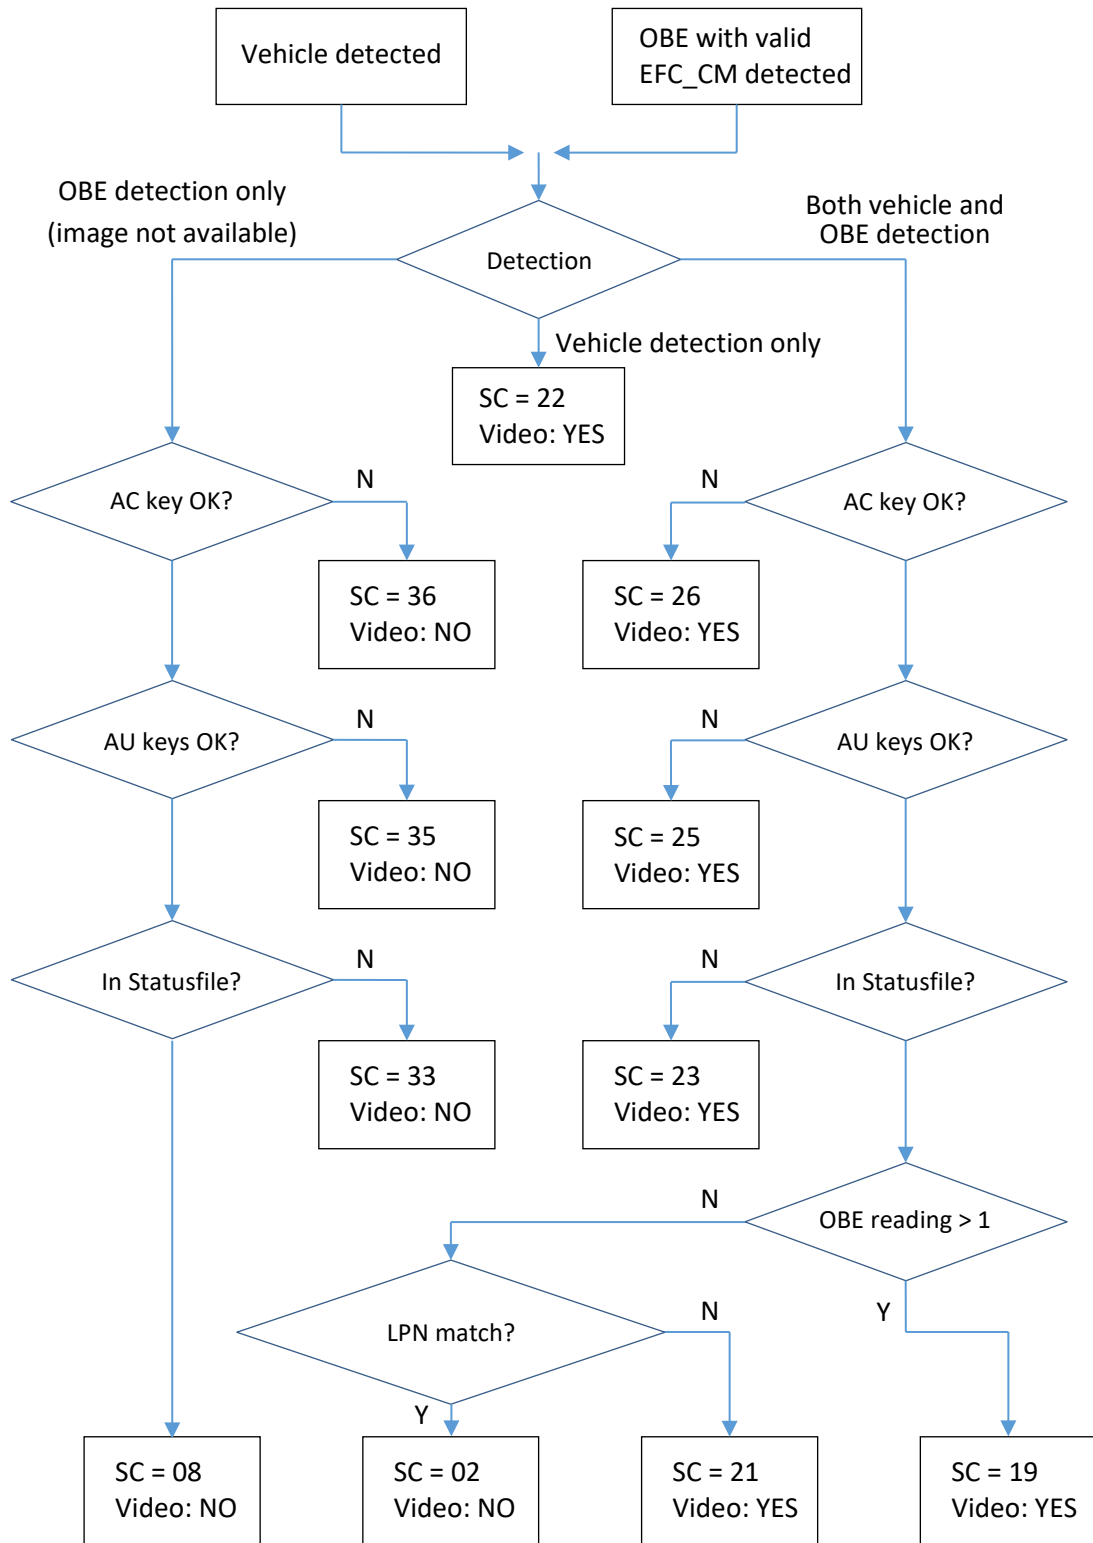 Vehicle detected
OBE with valid
EFC_CM detected
OBE detection only
(image not available)
Both vehicle and
OBE detection
Detection
Vehicle detection only
SC = 22
Video: YES
AC key OK?
N
N
AC key OK?
SC = 36
Video: NO
SC = 26
Video: YES
AU keys OK?
N
N
AU keys OK?
SC = 35
Video: NO
SC = 25
Video: YES
In Statusfile?
N
N
In Statusfile?
SC = 33
Video: NO
SC = 23
Video: YES
N
OBE reading > 1
Y
LPN match?
N
Y
SC = 08
Video: NO
SC = 02
Video: NO
SC = 21
Video: YES
SC = 19
Video: YES